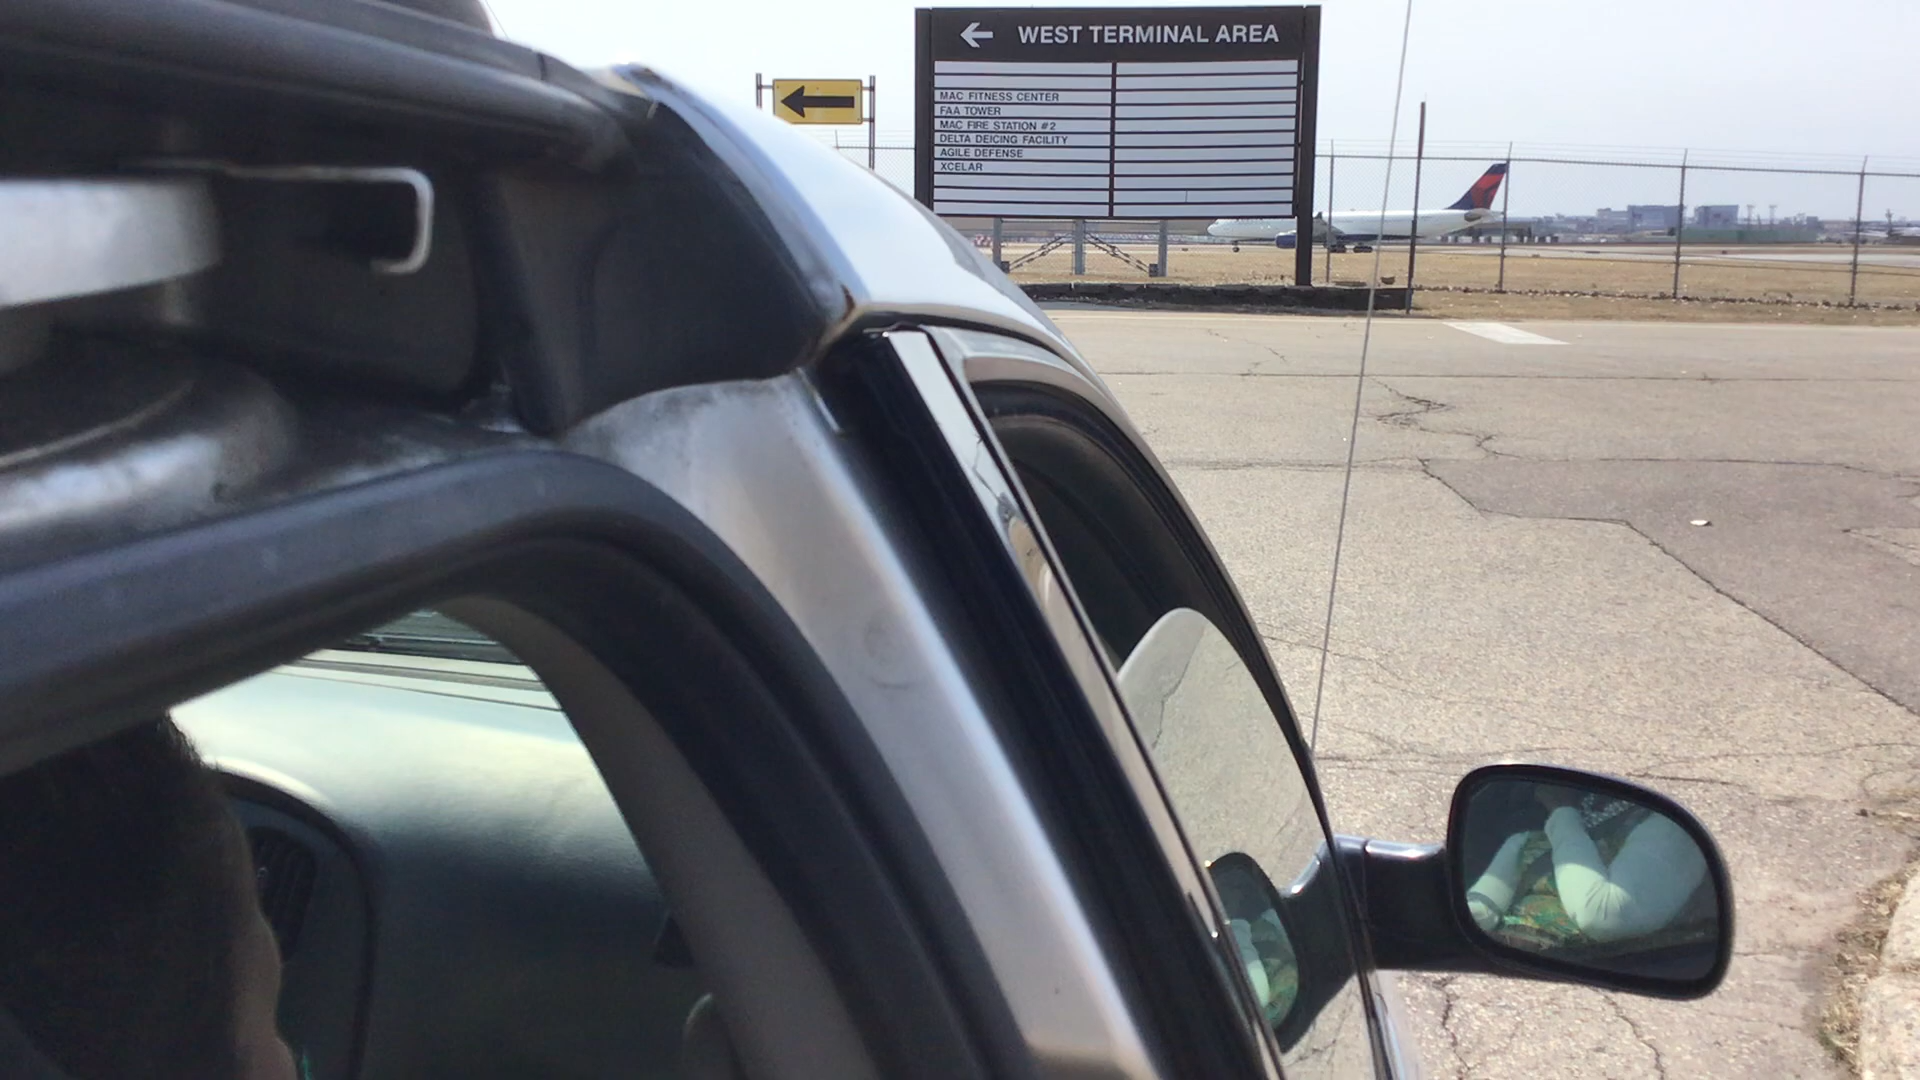 WEST TERMINAL AREA
MAC FITNESS CENTER
FAA TOWER
MAC FIRE STATION #2
DELTA DEICING FACILITY
AGILE DEFENSE
XCELAR